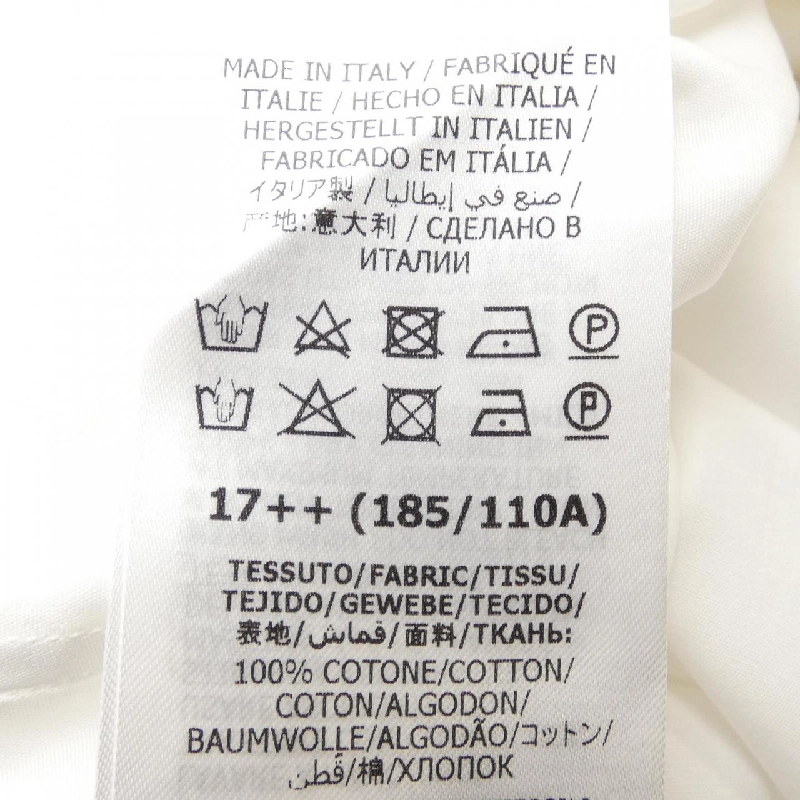 MADE IN ITALY / FABRIQUÉ EN
ITALIE / HECHO EN ITALIA /
HERGESTELLT IN ITALIEN /
FABRICADO EM ITÁLIA /
イタリア製 / صنع في إيطاليا /
产地:意大利 / СДЕЛАНО В
ИТАЛИИ
P
P
17++ (185/110A)
TESSUTO/FABRIC/TISSU/
TEJIDO/GEWEBE/TECIDO/
表地/قماش/面料/ТКАНЬ:
100% COTONE/COTTON/
COTON/ALGODON/
BAUMWOLLE/ALGODÃO/コットン/
قطن/棉/ХЛОПОК